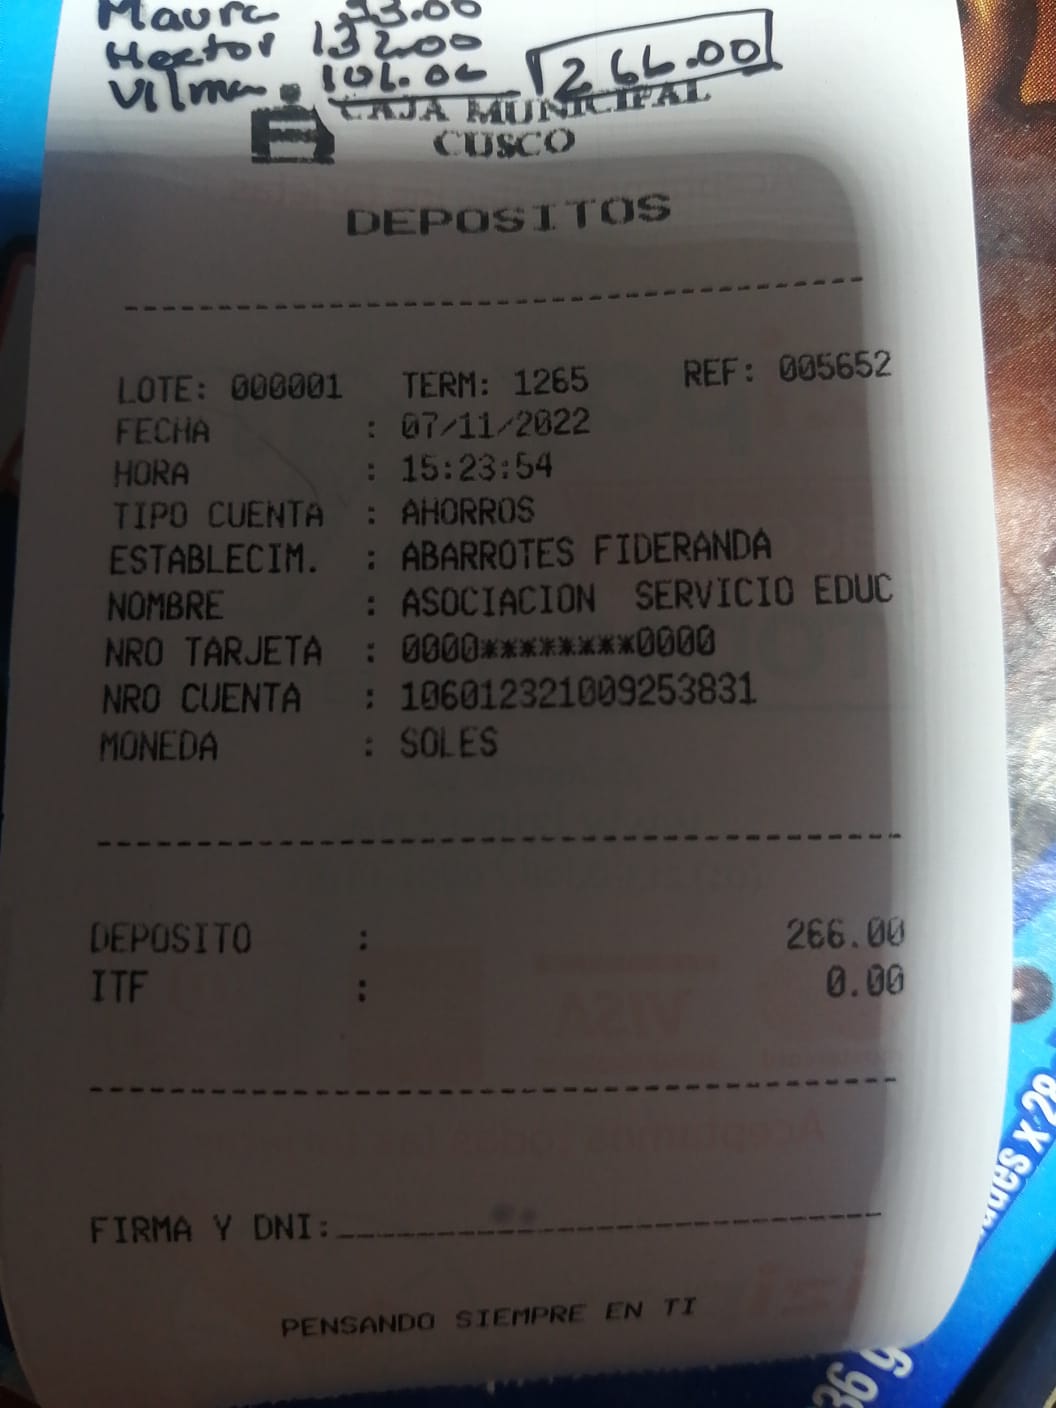 Maura 33.00
Hector 132.00
Vilma 101.00 266.00
CAJA MUNICIPAL
CUSCO
DEPOSITOS
LOTE: 000001 TERM: 1265 REF: 005652
FECHA : 07/11/2022
HORA : 15:23:54
TIPO CUENTA : AHORROS
ESTABLECIM. : ABARROTES FIDERANDA
NOMBRE : ASOCIACION SERVICIO EDUC
NRO TARJETA : 0000********0000
NRO CUENTA : 106012321009253831
MONEDA : SOLES
DEPOSITO : 266.00
ITF : 0.00
FIRMA Y DNI:
PENSANDO SIEMPRE EN TI
x 28
36 g